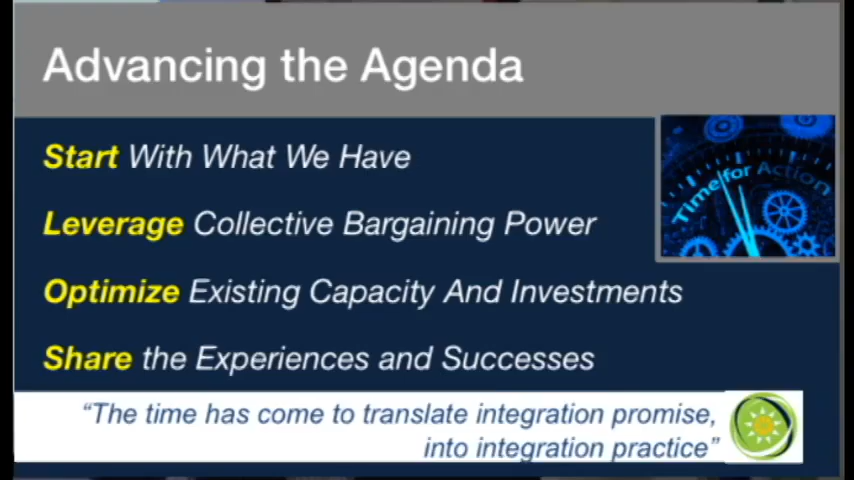 Advancing the Agenda
Start With What We Have
Time for Action
Leverage Collective Bargaining Power
Optimize Existing Capacity And Investments
Share the Experiences and Successes
“The time has come to translate integration promise,
into integration practice”